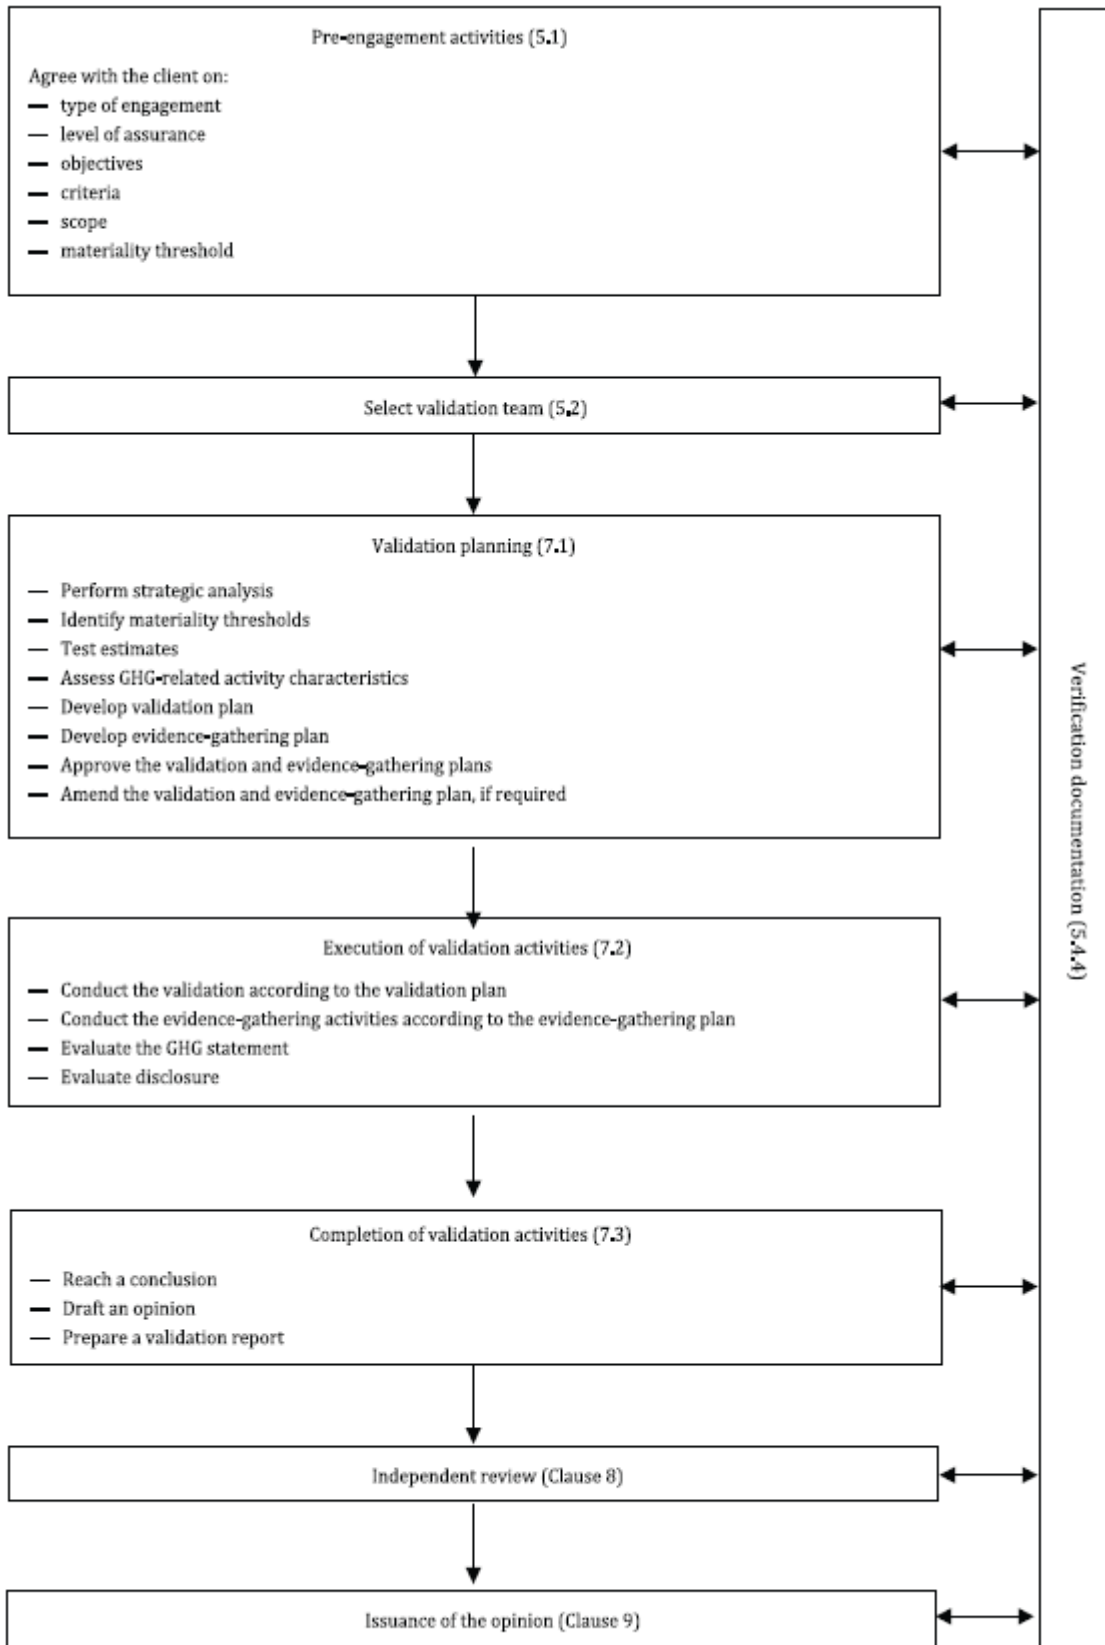 Pre-engagement activities (5.1)
Agree with the client on:
— type of engagement
— level of assurance
— objectives
— criteria
— scope
— materiality threshold
Select validation team (5.2)
Validation planning (7.1)
— Perform strategic analysis
— Identify materiality thresholds
— Test estimates
— Assess GHG-related activity characteristics
— Develop validation plan
— Develop evidence-gathering plan
— Approve the validation and evidence-gathering plans
— Amend the validation and evidence-gathering plan, if required
Execution of validation activities (7.2)
— Conduct the validation according to the validation plan
— Conduct the evidence-gathering activities according to the evidence-gathering plan
— Evaluate the GHG statement
— Evaluate disclosure
Completion of validation activities (7.3)
— Reach a conclusion
— Draft an opinion
— Prepare a validation report
Independent review (Clause 8)
Issuance of the opinion (Clause 9)
Verification documentation (5.4.4)